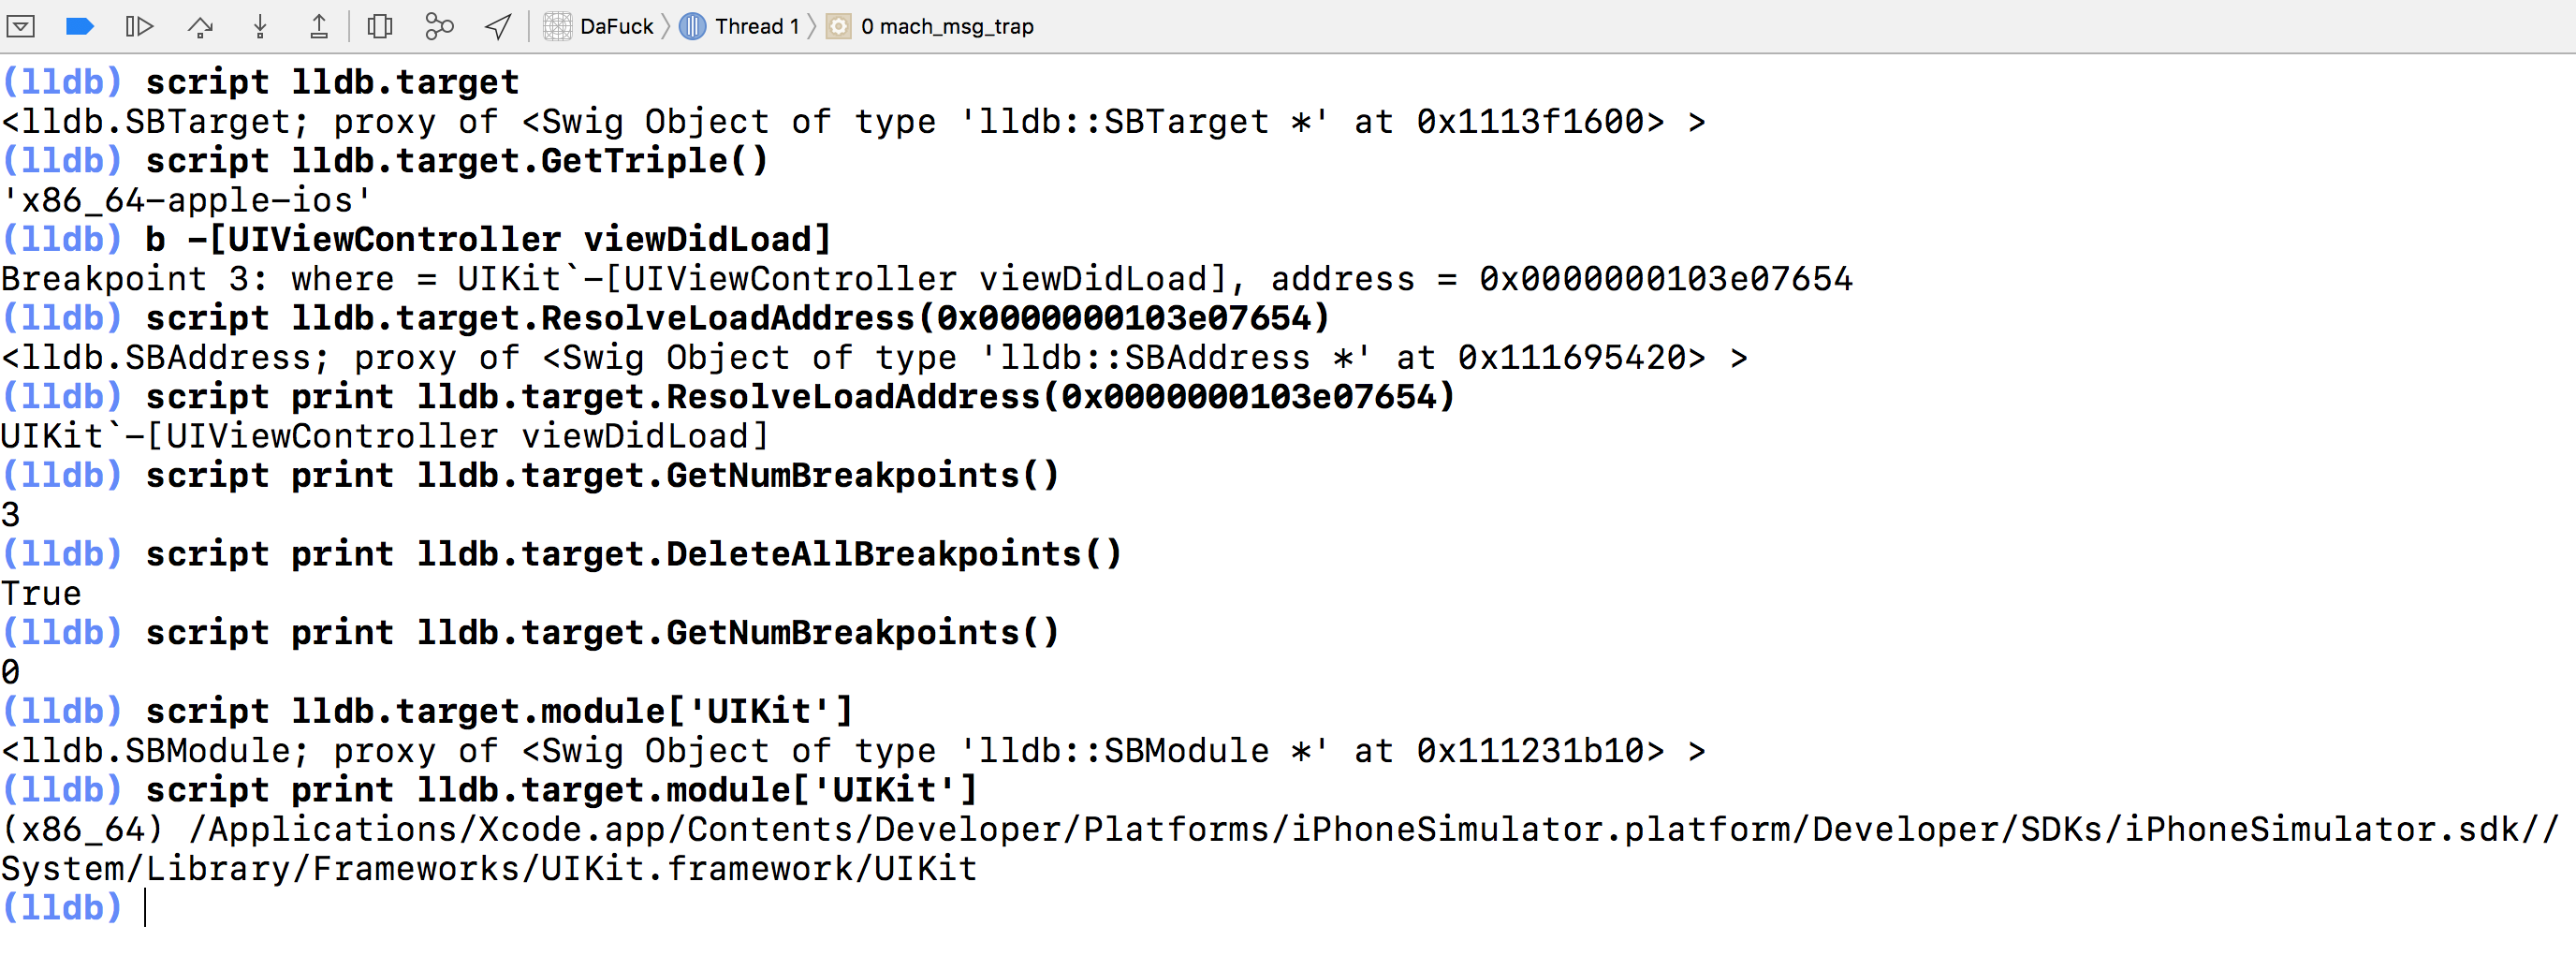 DaFuck Thread 1 0 mach_msg_trap
(lldb) script lldb.target
<lldb.SBTarget; proxy of <Swig Object of type 'lldb::SBTarget *' at 0x1113f1600> >
(lldb) script lldb.target.GetTriple()
'x86_64-apple-ios'
(lldb) b -[UIViewController viewDidLoad]
Breakpoint 3: where = UIKit`-[UIViewController viewDidLoad], address = 0x0000000103e07654
(lldb) script lldb.target.ResolveLoadAddress(0x0000000103e07654)
<lldb.SBAddress; proxy of <Swig Object of type 'lldb::SBAddress *' at 0x111695420> >
(lldb) script print lldb.target.ResolveLoadAddress(0x0000000103e07654)
UIKit`-[UIViewController viewDidLoad]
(lldb) script print lldb.target.GetNumBreakpoints()
3
(lldb) script print lldb.target.DeleteAllBreakpoints()
True
(lldb) script print lldb.target.GetNumBreakpoints()
0
(lldb) script lldb.target.module['UIKit']
<lldb.SBModule; proxy of <Swig Object of type 'lldb::SBModule *' at 0x111231b10> >
(lldb) script print lldb.target.module['UIKit']
(x86_64) /Applications/Xcode.app/Contents/Developer/Platforms/iPhoneSimulator.platform/Developer/SDKs/iPhoneSimulator.sdk//
System/Library/Frameworks/UIKit.framework/UIKit
(lldb)